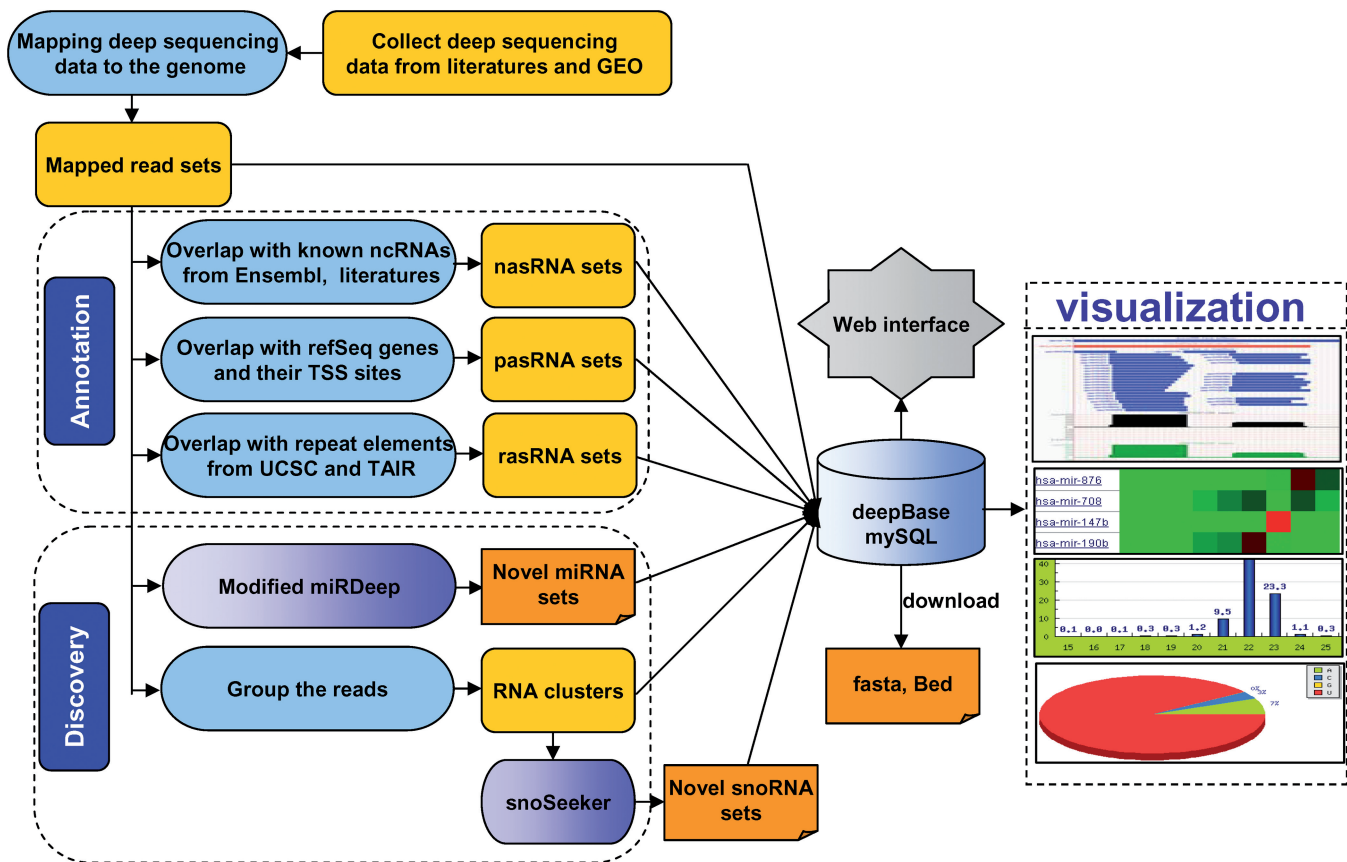 Mapping deep sequencing
data to the genome
Collect deep sequencing
data from literatures and GEO
Mapped read sets
Annotation
Overlap with known ncRNAs
from Ensembl, literatures
nasRNA sets
Overlap with refSeq genes
and their TSS sites
pasRNA sets
Overlap with repeat elements
from UCSC and TAIR
rasRNA sets
Discovery
Modified miRDeep
Novel miRNA
sets
Group the reads
RNA clusters
snoSeeker
Novel snoRNA
sets
Web interface
deepBase
mySQL
download
fasta, Bed
visualization
hsa-mir-876
hsa-mir-708
hsa-mir-147b
hsa-mir-190b
40
30
20
10
0
0.1 0.0 0.1 0.3 0.3 1.2 9.5 23.3 1.1 0.3
15 16 17 18 19 20 21 22 23 24 25
A
C
G
U
0%
3%
7%